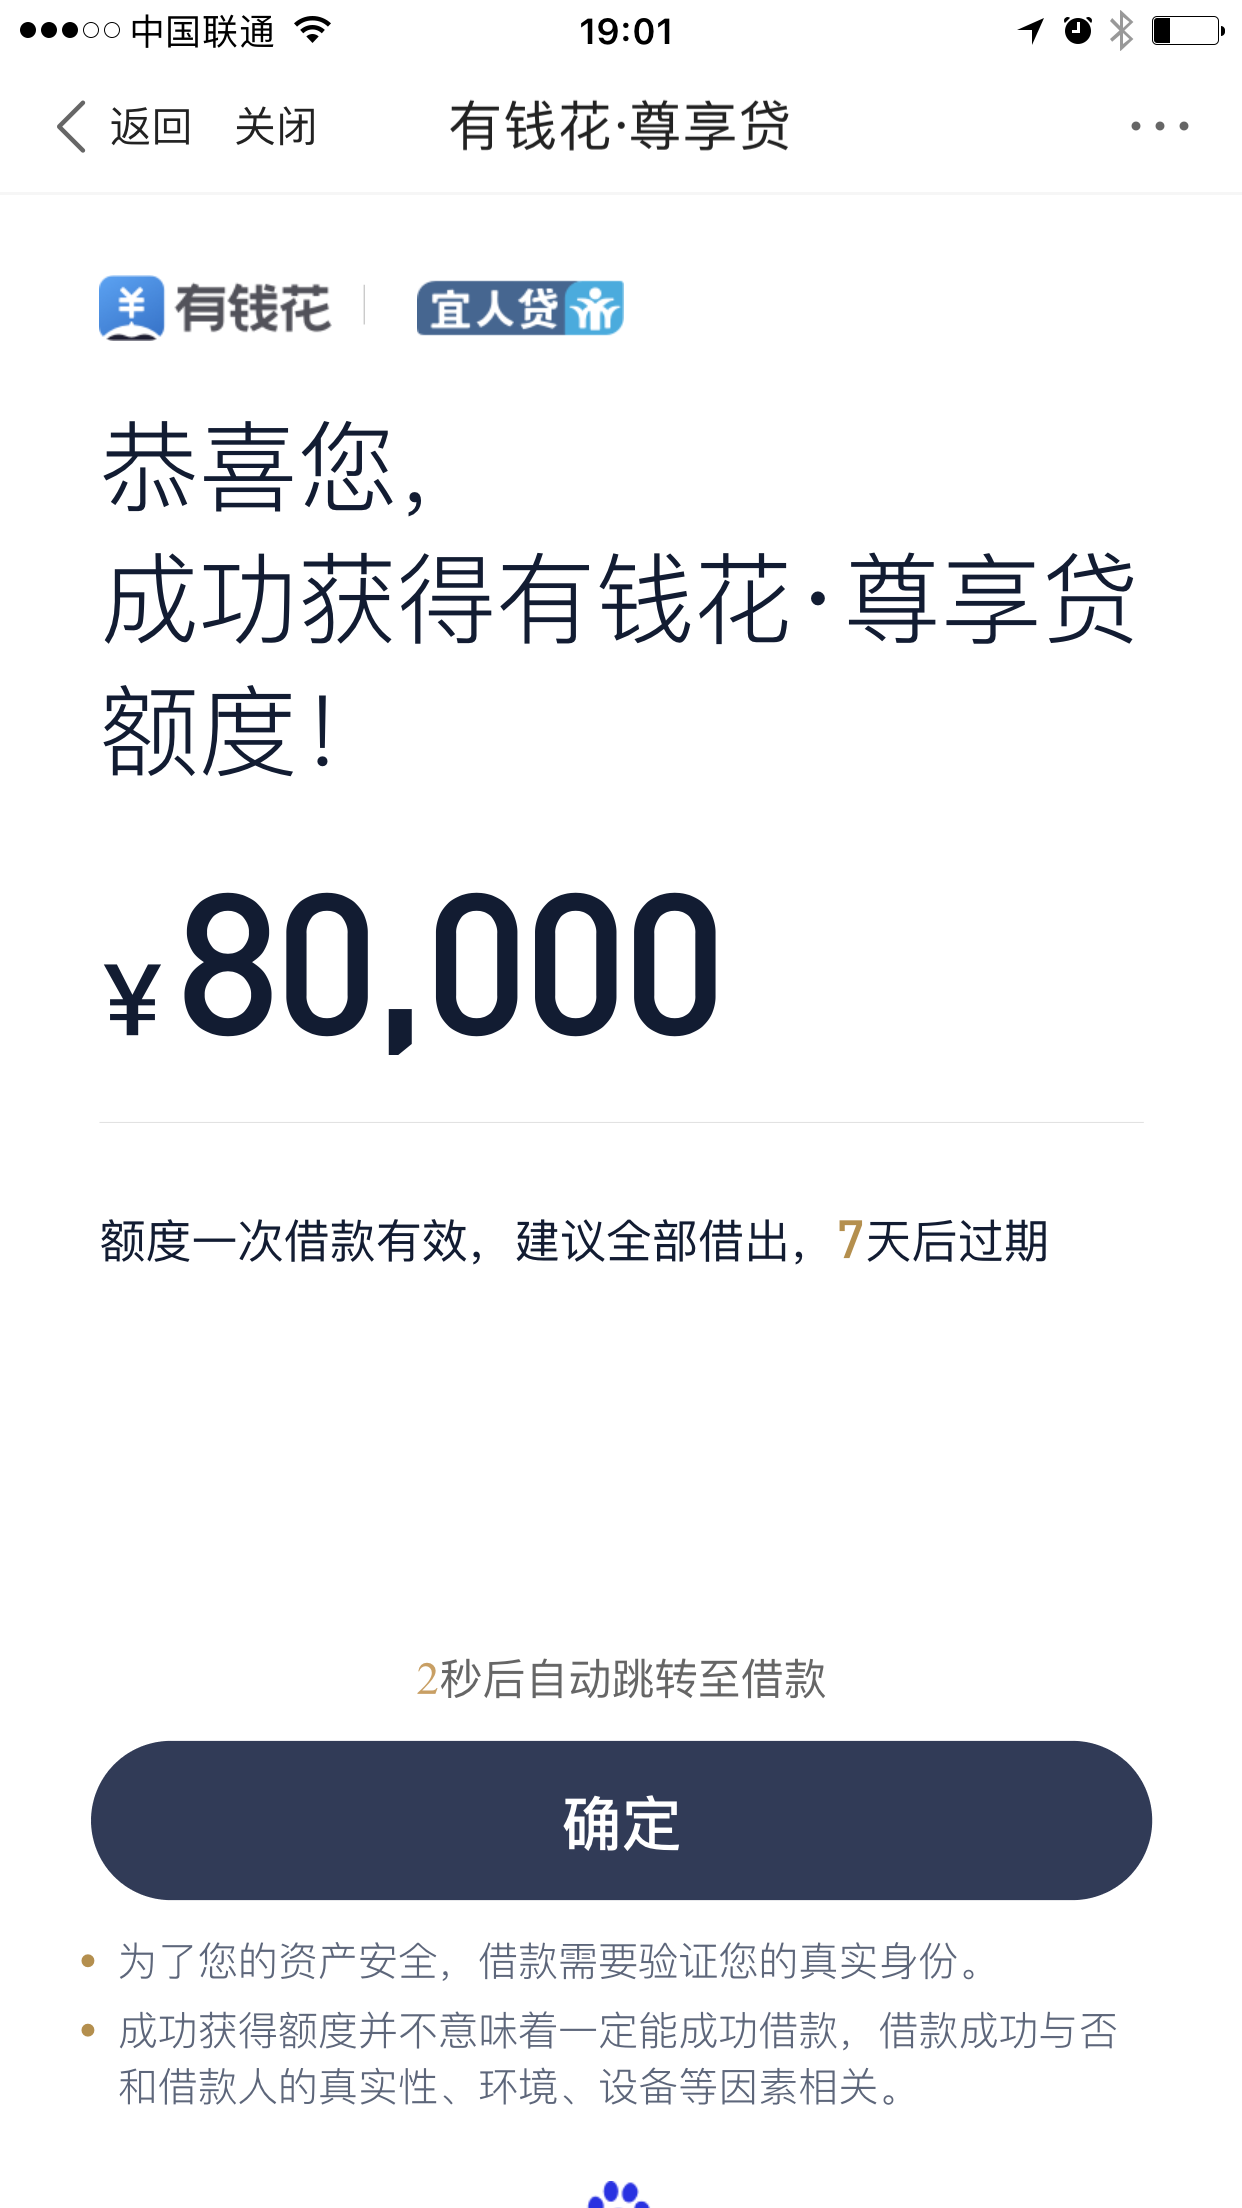 中国联通
19:01
返回 关闭 有钱花·尊享贷
有钱花 宜人贷
恭喜您,
成功获得有钱花·尊享贷
额度!
¥80,000
额度一次借款有效，建议全部借出，7天后过期
2秒后自动跳转至借款
确定
为了您的资产安全，借款需要验证您的真实身份。
成功获得额度并不意味着一定能成功借款，借款成功与否
和借款人的真实性、环境、设备等因素相关。